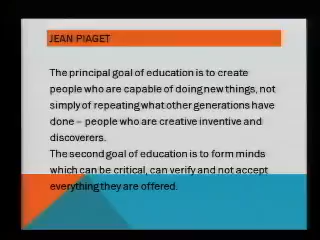 JEAN PIAGET
The principal goal of education is to create
people who are capable of doing new things, not
simply of repeating what other generations have
done – people who are creative inventive and
discoverers.
The second goal of education is to form minds
which can be critical, can verify and not accept
everything they are offered.